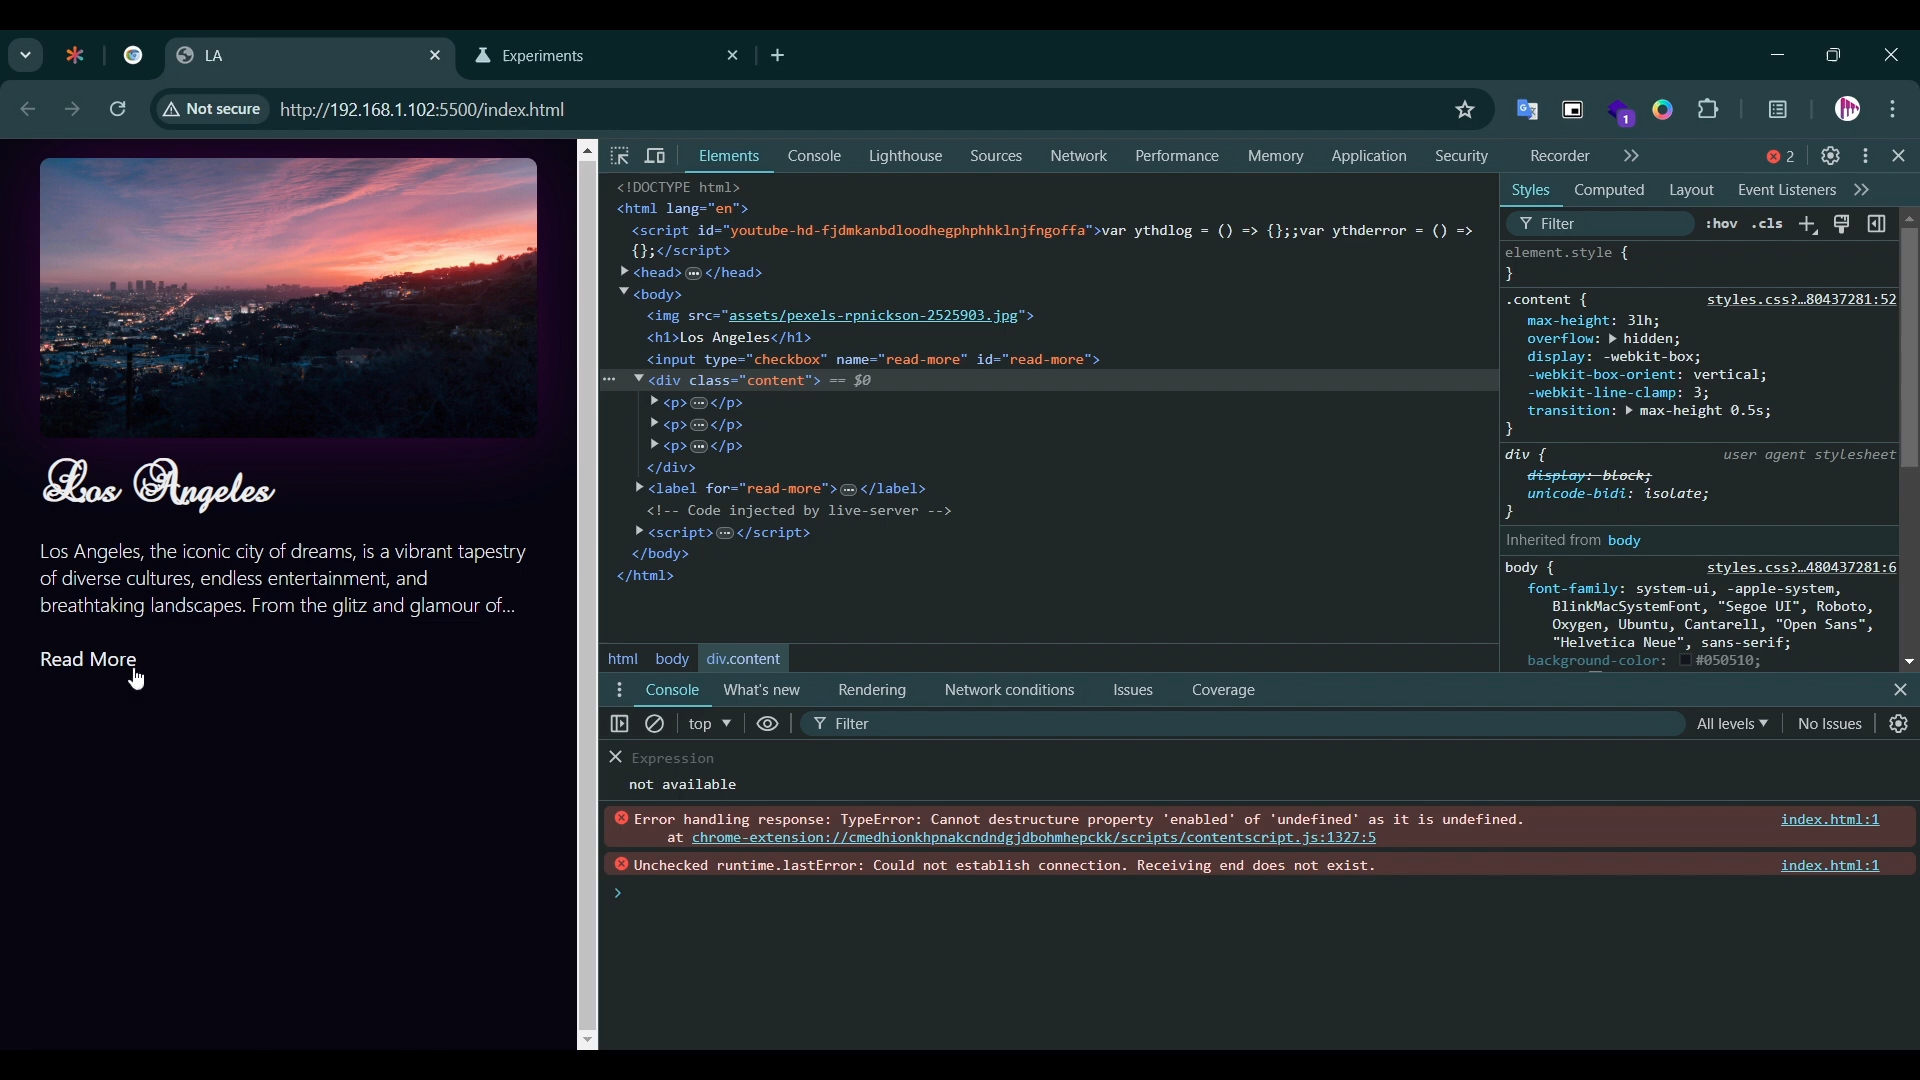 LA
Experiments
Not secure
http://192.168.1.102:5500/index.html
1
Los Angeles
Los Angeles, the iconic city of dreams, is a vibrant tapestry
of diverse cultures, endless entertainment, and
breathtaking landscapes. From the glitz and glamour of...
Read More
Elements Console Lighthouse Sources Network Performance Memory Application Security Recorder
2
<!DOCTYPE html>
<html lang="en">
<script id="youtube-hd-fjdmkanbdloodhegphphhklnjfngoffa">var ythdlog = () => {};;var ythderror = () =>
{};</script>
<head> … </head>
<body>
<img src="assets/pexels-rpnickson-2525903.jpg">
<h1>Los Angeles</h1>
<input type="checkbox" name="read-more" id="read-more">
… <div class="content"> == $0
<p> … </p>
<p> … </p>
<p> … </p>
</div>
<label for="read-more"> … </label>
<!-- Code injected by live-server -->
<script> … </script>
</body>
</html>
html body div.content
Styles Computed Layout Event Listeners
Filter :hov .cls
element.style {
}
.content { styles.css?…80437281:52
max-height: 3lh;
overflow: hidden;
display: -webkit-box;
-webkit-box-orient: vertical;
-webkit-line-clamp: 3;
transition: max-height 0.5s;
}
div { user agent stylesheet
display: block;
unicode-bidi: isolate;
}
Inherited from body
body { styles.css?…480437281:6
font-family: system-ui, -apple-system,
BlinkMacSystemFont, "Segoe UI", Roboto,
Oxygen, Ubuntu, Cantarell, "Open Sans",
"Helvetica Neue", sans-serif;
background-color: #050510;
Console What's new Rendering Network conditions Issues Coverage
top Filter All levels No Issues
Expression
not available
Error handling response: TypeError: Cannot destructure property 'enabled' of 'undefined' as it is undefined. index.html:1
at chrome-extension://cmedhionkhpnakcndndgjdbohmhepckk/scripts/contentscript.js:1327:5
Unchecked runtime.lastError: Could not establish connection. Receiving end does not exist. index.html:1